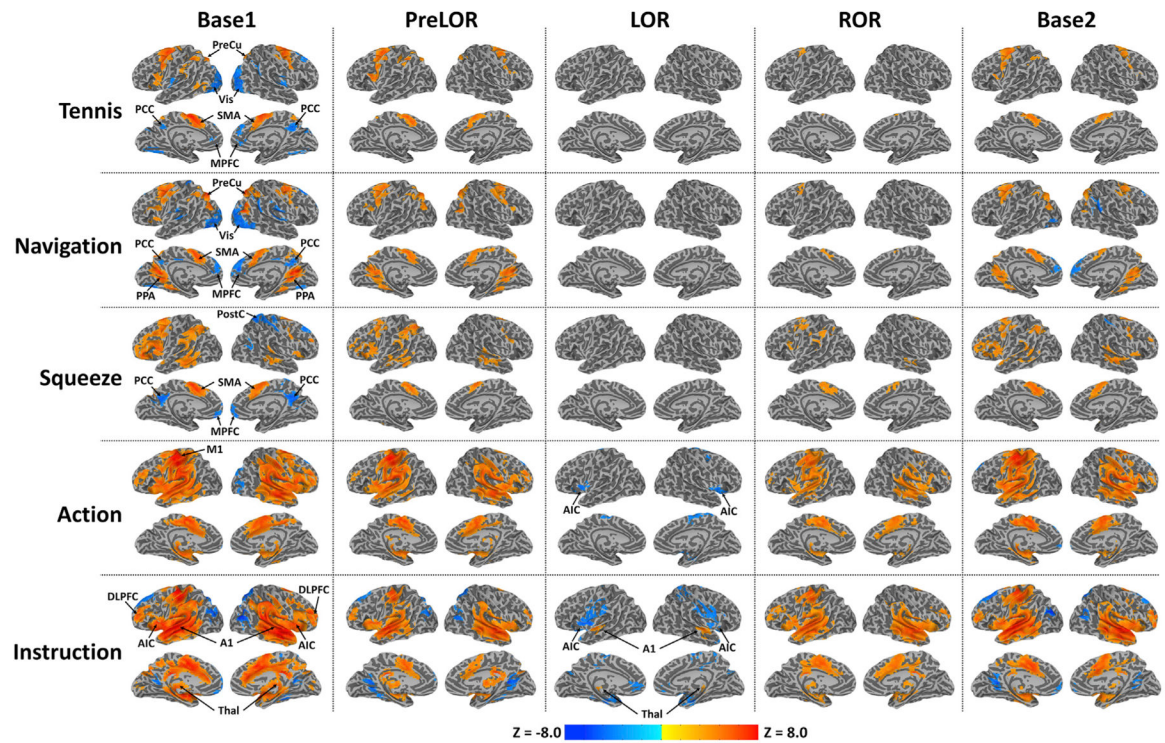 Base1 PreLOR LOR ROR Base2
Tennis
PreCu
Vis
PCC SMA PCC
MPFC
Navigation
PreCu
Vis
PCC SMA PCC
PPA MPFC PPA
Squeeze
PostC
PCC SMA PCC
MPFC
Action
M1
AIC AIC
Instruction
DLPFC DLPFC
AIC A1 AIC
AIC A1 AIC
Thal
Thal
Z = -8.0 Z = 8.0